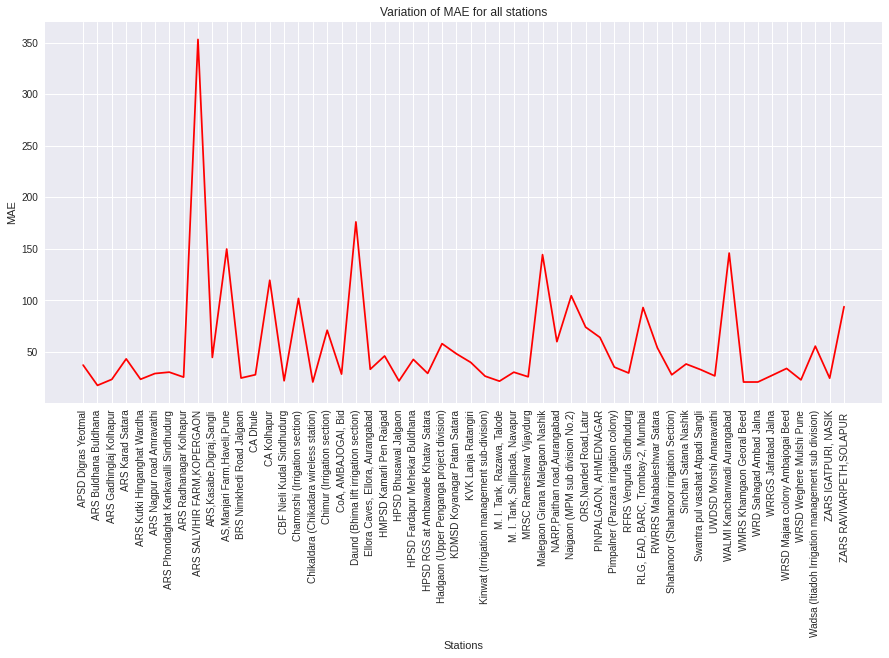 Variation of MAE for all stations
MAE
350
300
250
200
150
100
50
APSD Digras Yeotmal
ARS Buldhana Buldhana
ARS Gadhinglaj Kolhapur
ARS Karad Satara
ARS Kutki Hinganghat Wardha
ARS Nagpur road Amravathi
ARS Phondaghat Kankavalli Sindhudurg
ARS Radhanagar Kolhapur
ARS SALVIHIR FARM,KOPERGAON
ARS,Kasabe,Digraj,Sangli
AS,Manjari Farm,Haveli,Pune
BRS Nimkhedi Road Jalgaon
CA Dhule
CA Kolhapur
CBF Nieli Kudal Sindhudurg
Chamorshi (Irrigation section)
Chikaldara (Chikadara wireless station)
Chimur (Irrigation section)
CoA, AMBAJOGAI, Bid
Daund (Bhima lift irrigation section)
Ellora Caves, Ellora, Aurangabad
HMPSD Kamarli Pen Raigad
HPSD Bhusawal Jalgaon
HPSD Fardapur Mehekar Buldhana
HPSD RGS at Ambawade Khatav Satara
Hadgaon (Upper Penganga project division)
KDMSD Koyanagar Patan Satara
KVK Lanja Ratangiri
Kinwat (Irrigation management sub-division)
M. I. Tank, Razawa, Talode
M. I. Tank, Sullipada, Navapur
MRSC Rameshwar Vijaydurg
Malegaon Girana Malegaon Nashik
NARP,Paithan road,Aurangabad
Naigaon (MPM sub division No.2)
ORS,Nanded Road,Latur
PINPALGAON, AHMEDNAGAR
Pimpalner (Panzara irrigation colony)
RFRS Vengurla Sindhudurg
RLG, EAD, BARC, Trombay-2, Mumbai
RWRRS Mahabaleshwar Satara
Shahanoor (Shahanoor irrigation Section)
Sinchan Satana Nashik
Swantra pul vasahat Atpadi Sangli
UWDSD Morshi Amaravathi
WALMI Kanchanwadi Aurangabad
WMRS Khamgaon Georai Beed
WRD Salnagad Ambad Jalna
WRRGS Jafrabad Jalna
WRSD Majara colony Ambajogai Beed
WRSD Weghere Mulshi Pune
Wadsa (Itiadoh Irrigation management sub division)
ZARS IGATPURI, NASIK
ZARS RAVIVARPETH,SOLAPUR
Stations